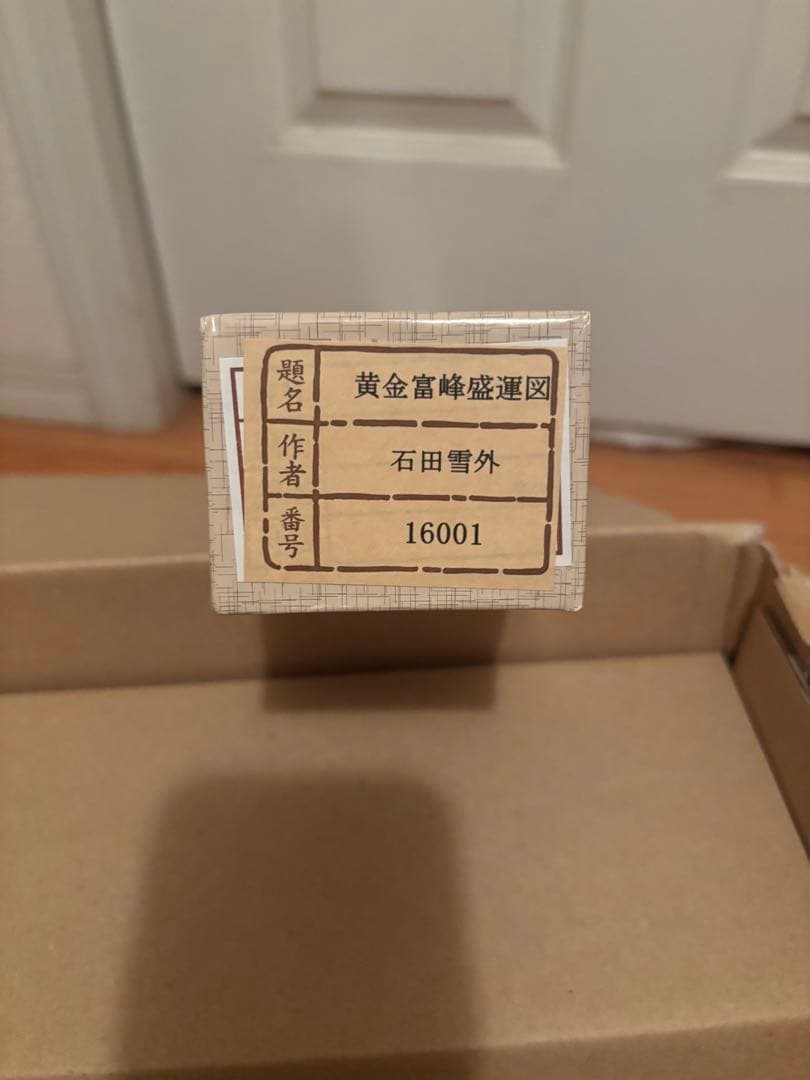 題名 黄金富峰盛運図
作者 石田雪外
番号 16001